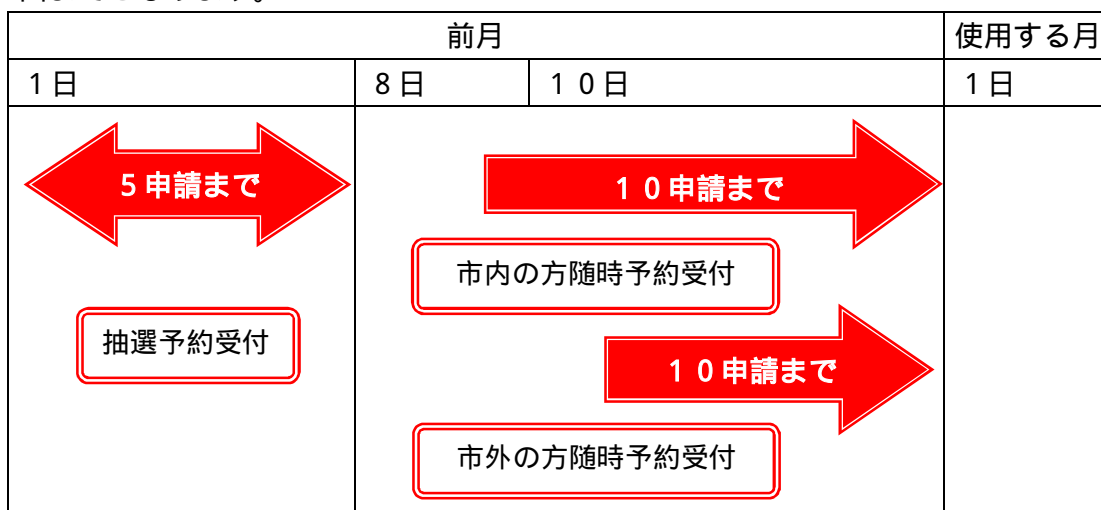 前月
使用する月
1日
8日
10日
1日
5申請まで
10申請まで
市内の方随時予約受付
抽選予約受付
10申請まで
市外の方随時予約受付